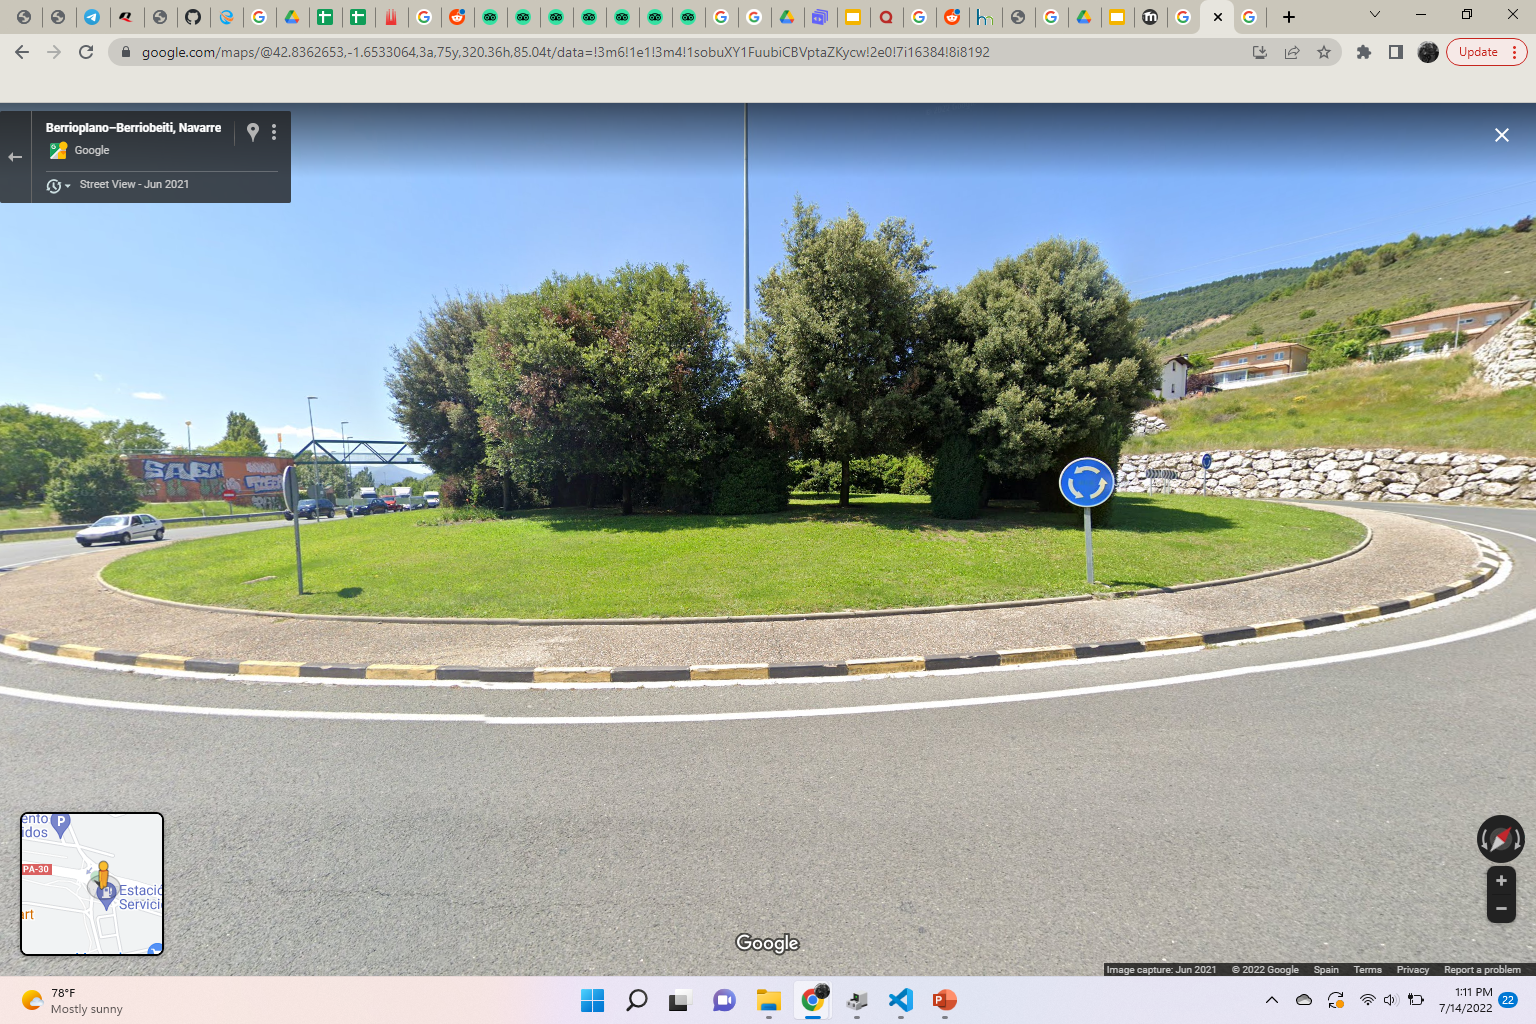 google.com/maps/@42.8362653,-1.6533064,3a,75y,320.36h,85.04t/data=!3m6!1e1!3m4!1sobuXY1FuubiCBVptaZKycw!2e0!7i16384!8i8192
Update
Berrioplano–Berriobeiti, Navarre
Google
Street View - Jun 2021
SAEM
ento
idos
P
PA-30
Estació
Servicio
art
Google
Image capture: Jun 2021 © 2022 Google Spain Terms Privacy Report a problem
78°F
Mostly sunny
1:11 PM
7/14/2022
22